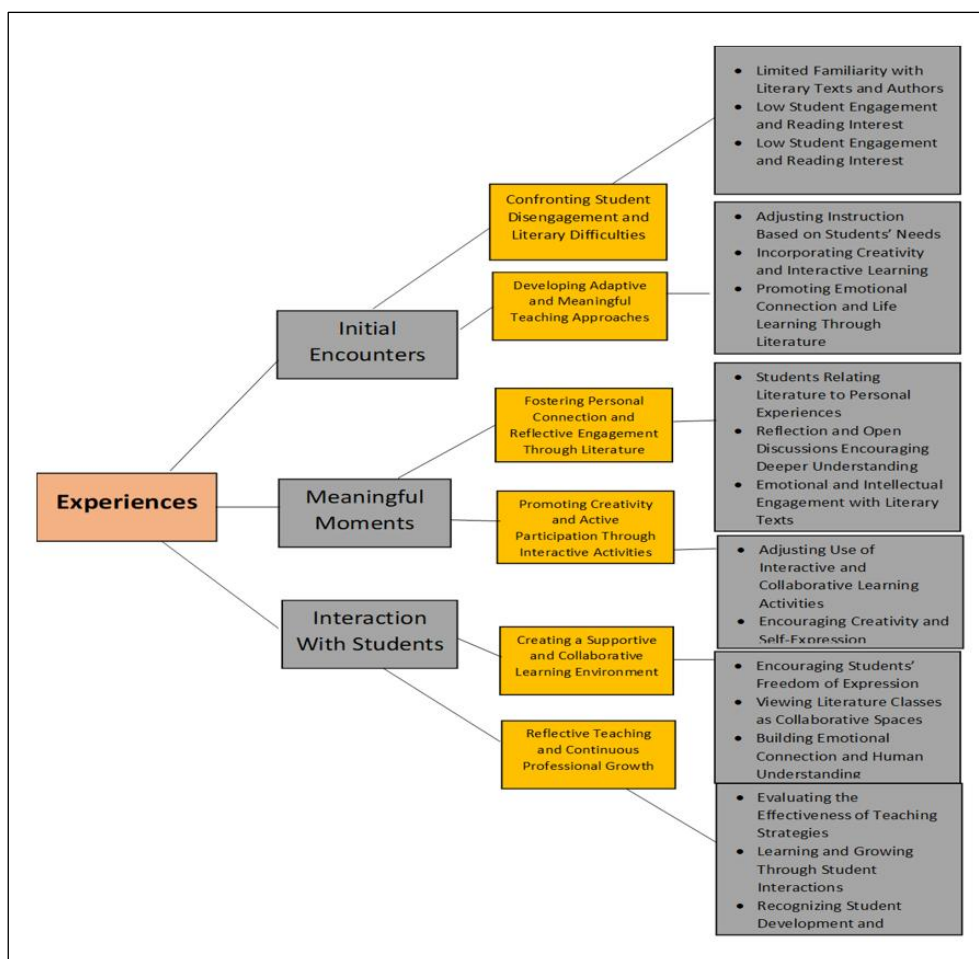 Experiences
Initial
Encounters
Meaningful
Moments
Interaction
With Students
Confronting Student
Disengagement and
Literary Difficulties
Developing Adaptive
and Meaningful
Teaching Approaches
Fostering Personal
Connection and
Reflective Engagement
Through Literature
Promoting Creativity
and Active
Participation Through
Interactive Activities
Creating a Supportive
and Collaborative
Learning Environment
Reflective Teaching
and Continuous
Professional Growth
• Limited Familiarity with
Literary Texts and Authors
• Low Student Engagement
and Reading Interest
• Low Student Engagement
and Reading Interest
• Adjusting Instruction
Based on Students’ Needs
• Incorporating Creativity
and Interactive Learning
• Promoting Emotional
Connection and Life
Learning Through
Literature
• Students Relating
Literature to Personal
Experiences
• Reflection and Open
Discussions Encouraging
Deeper Understanding
• Emotional and Intellectual
Engagement with Literary
Texts
• Adjusting Use of
Interactive and
Collaborative Learning
Activities
• Encouraging Creativity and
Self-Expression
• Encouraging Students’
Freedom of Expression
• Viewing Literature Classes
as Collaborative Spaces
• Building Emotional
Connection and Human
Understanding
• Evaluating the
Effectiveness of Teaching
Strategies
• Learning and Growing
Through Student
Interactions
• Recognizing Student
Development and